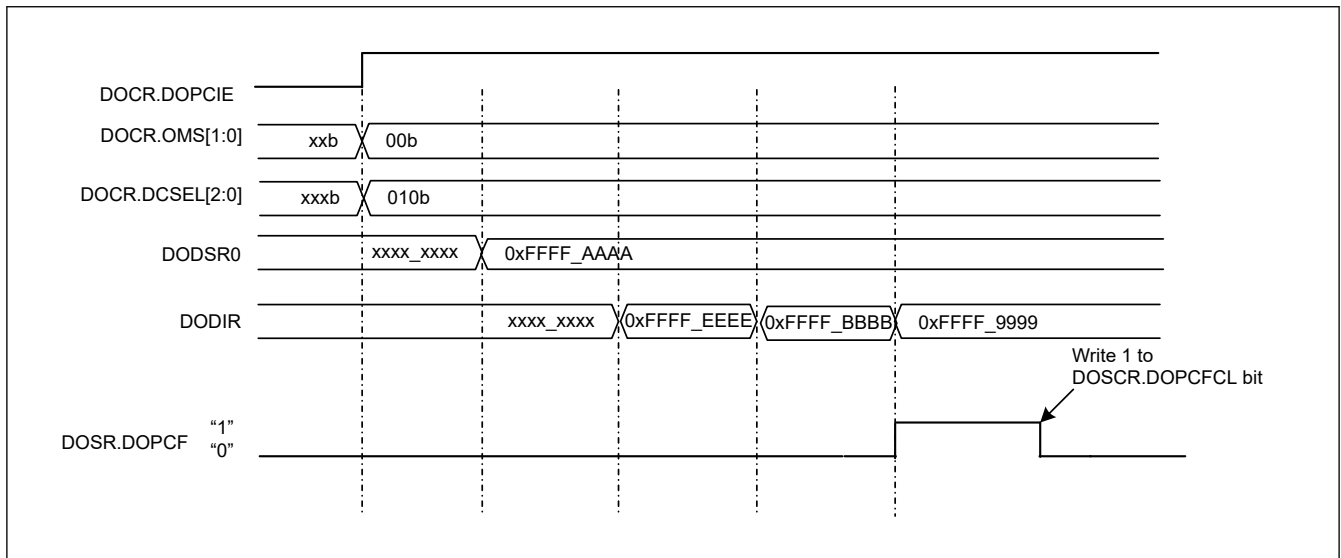 DOCR.DOPCIE
DOCR.OMS[1:0] xxb 00b
DOCR.DCSEL[2:0] xxxb 010b
DODSR0 xxxx_xxxx 0xFFFF_AAAA
DODIR xxxx_xxxx 0xFFFF_EEEE 0xFFFF_BBBB 0xFFFF_9999
Write 1 to
DOSCR.DOPCFCL bit
DOSR.DOPCF “1”
“0”